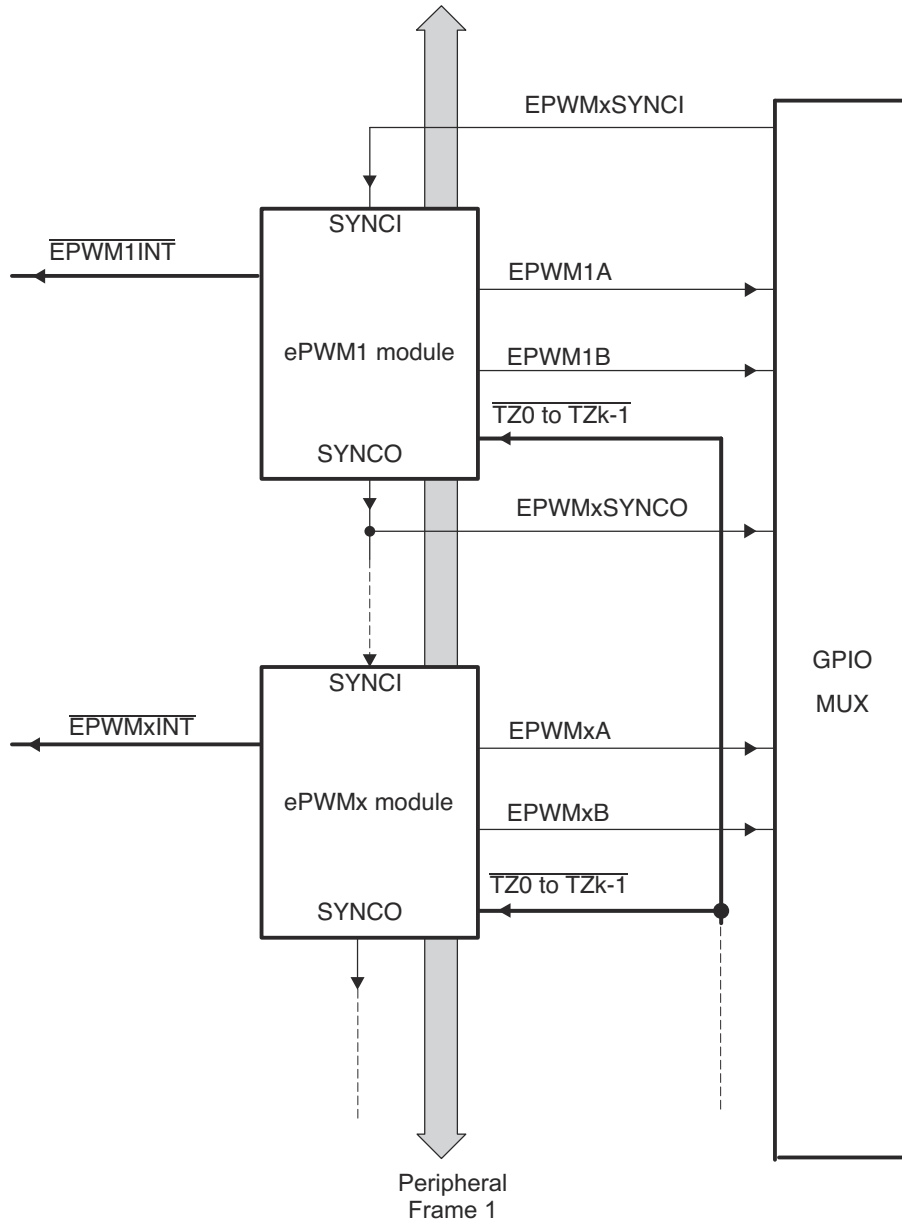 EPWMxSYNCI
SYNCI
EPWM1INT
EPWM1A
ePWM1 module
EPWM1B
TZ0 to TZk-1
SYNCO
EPWMxSYNCO
GPIO
MUX
SYNCI
EPWMxINT
EPWMxA
ePWMx module
EPWMxB
TZ0 to TZk-1
SYNCO
Peripheral
Frame 1